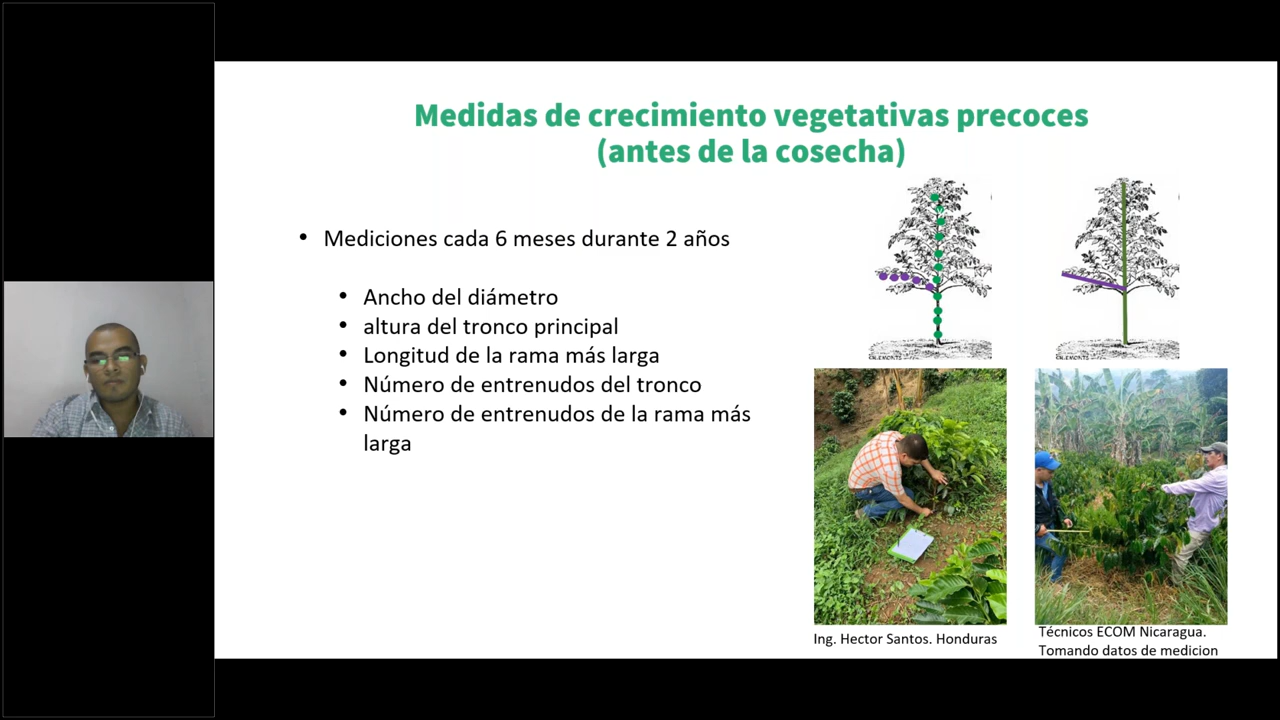 Medidas de crecimiento vegetativas precoces
(antes de la cosecha)
• Mediciones cada 6 meses durante 2 años
• Ancho del diámetro
• altura del tronco principal
• Longitud de la rama más larga
• Número de entrenudos del tronco
• Número de entrenudos de la rama más
larga
Ing. Hector Santos. Honduras
Técnicos ECOM Nicaragua.
Tomando datos de medicion